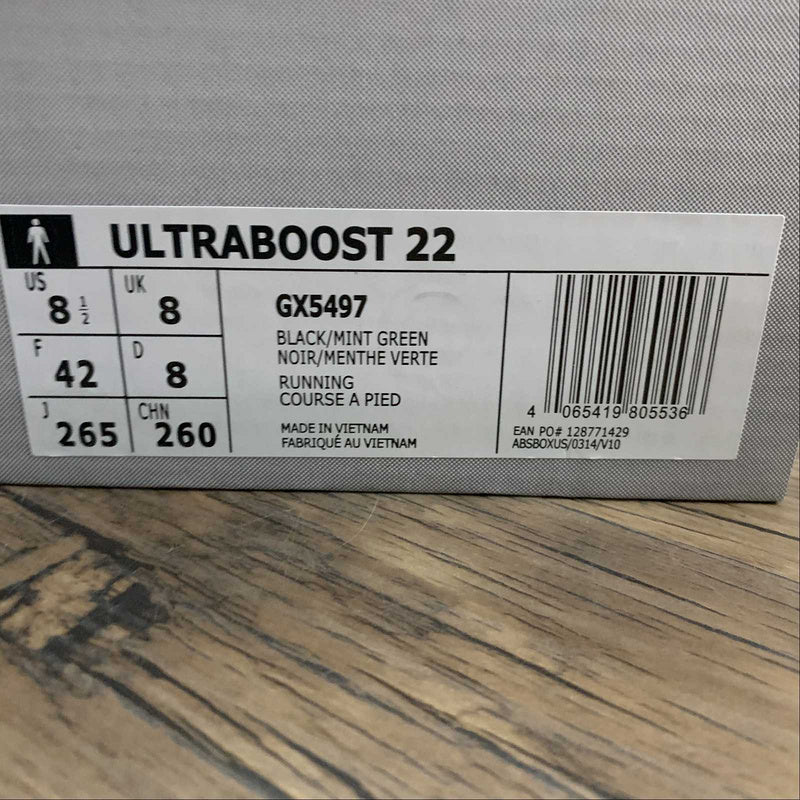 ULTRABOOST 22
US 8 1/2
UK 8
F 42
D 8
J 265
CHN 260
GX5497
BLACK/MINT GREEN
NOIR/MENTHE VERTE
RUNNING
COURSE A PIED
MADE IN VIETNAM
FABRIQUÉ AU VIETNAM
4 065419 805536
EAN PO# 128771429
ABSBOXUS/0314/V10